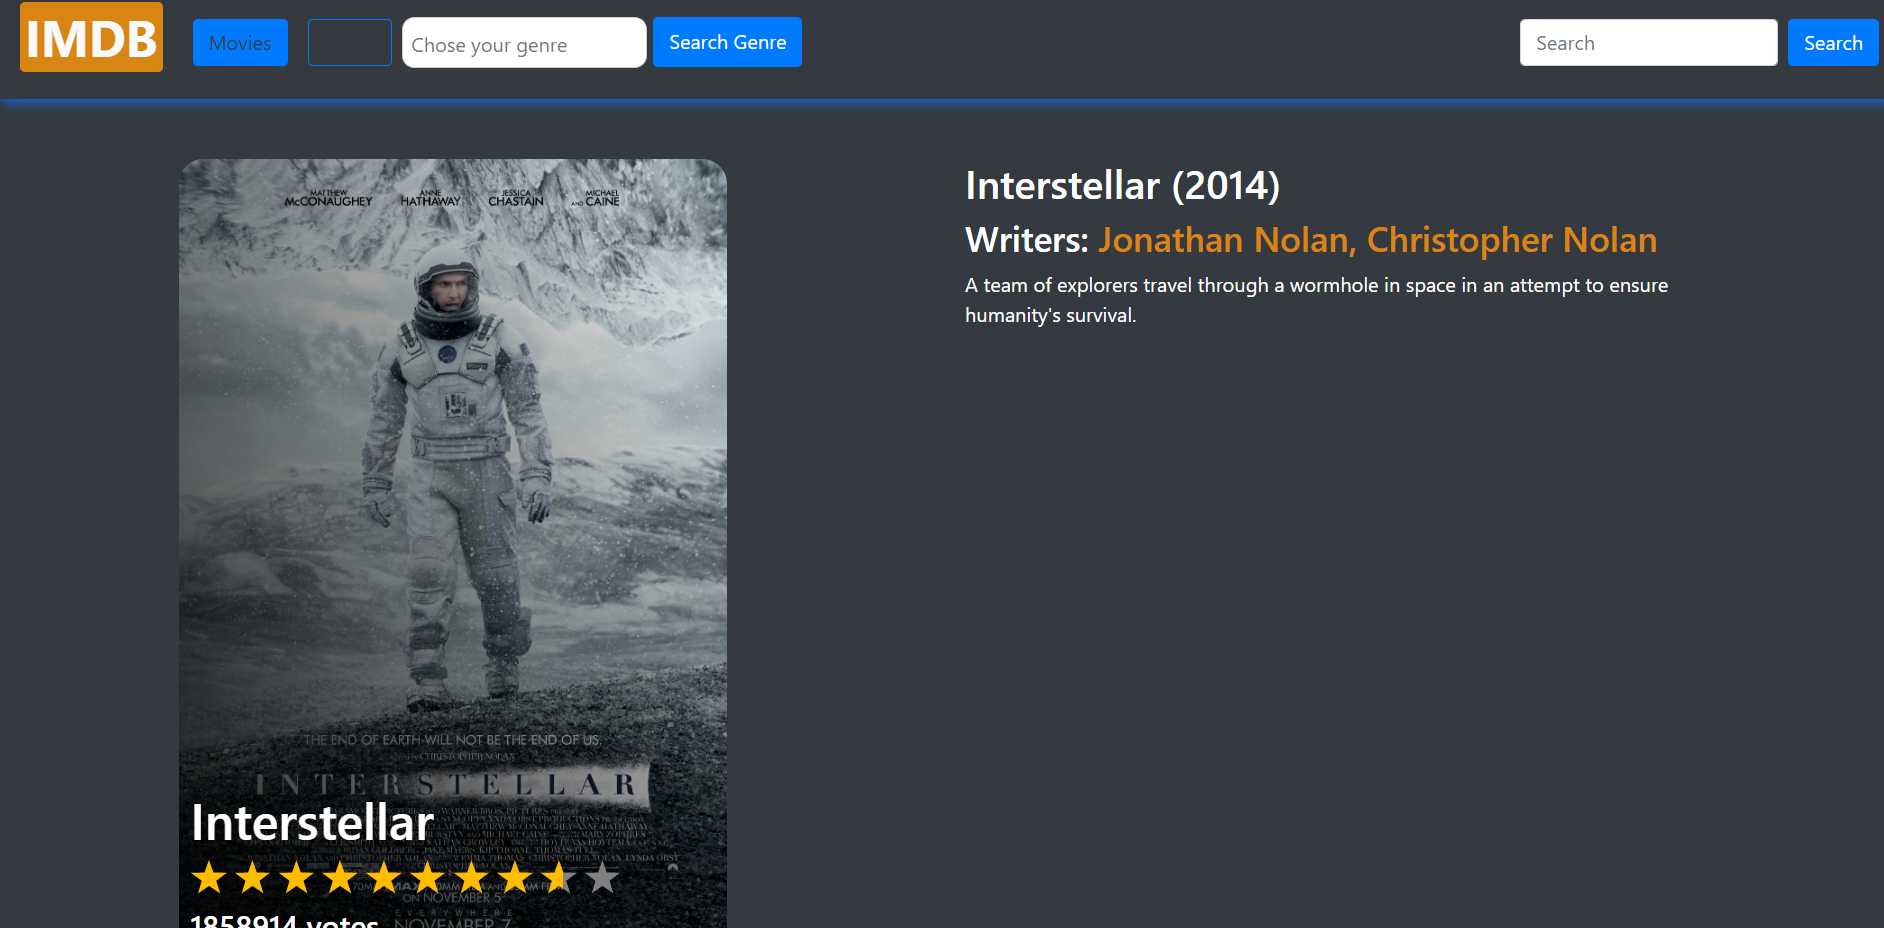 IMDB
Movies
Chose your genre
Search Genre
Search
Search
MATTHEW McCONAUGHEY
ANNE HATHAWAY
JESSICA CHASTAIN
AND MICHAEL CAINE
Interstellar (2014)
Writers: Jonathan Nolan, Christopher Nolan
A team of explorers travel through a wormhole in space in an attempt to ensure
humanity's survival.
THE END OF EARTH WILL NOT BE THE END OF US.
CHRISTOPHER NOLAN
INTERSTELLAR
Interstellar
ON NOVEMBER 5
EVERYWHERE
NOVEMBER 7
1858914 votes